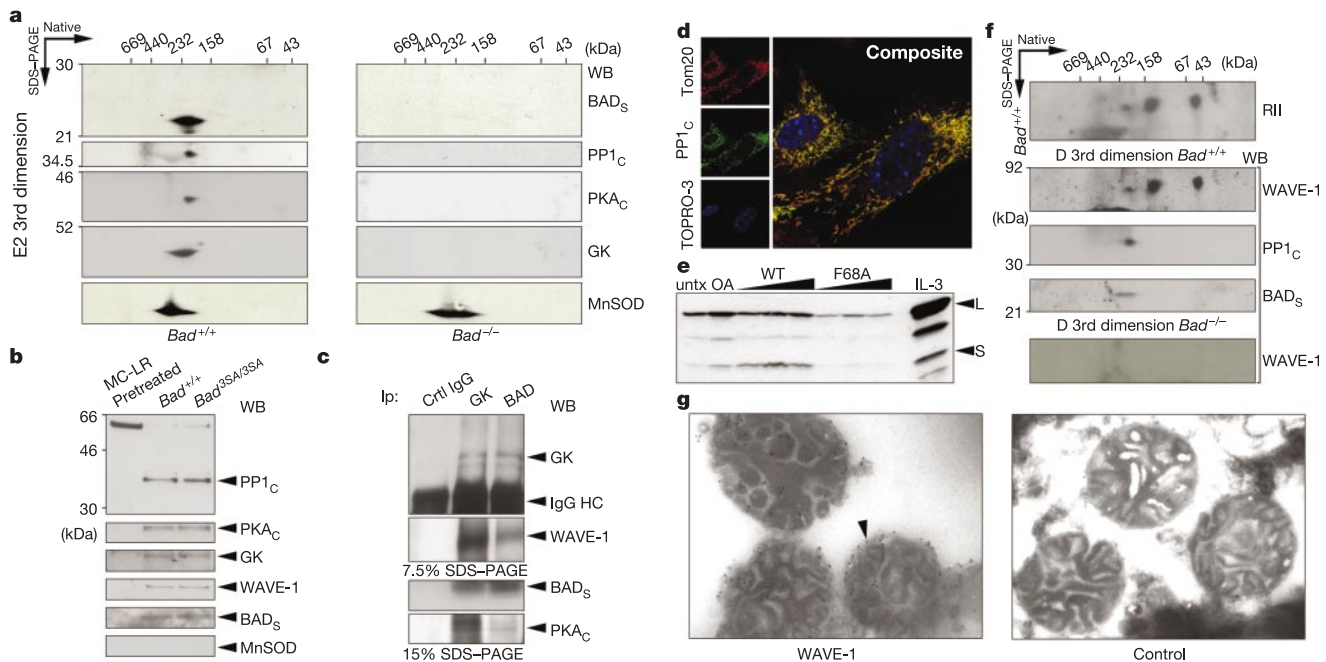 a
Native
SDS–PAGE
669 440 232 158 67 43 (kDa)
669 440 232 158 67 43 (kDa)
E2 3rd dimension
30
WB
BADS
21
PP1C
34.5
46
PKAC
52
GK
MnSOD
Bad+/+
Bad−/−
b
MC-LR
Pretreated
Bad+/+
Bad3SA/3SA
WB
66
46
PP1C
30
(kDa)
PKAC
GK
WAVE-1
BADS
MnSOD
c
Ip:
Crtl IgG
GK
BAD
WB
GK
IgG HC
WAVE-1
7.5% SDS–PAGE
BADS
PKAC
15% SDS–PAGE
d
Tom20
PP1C
TOPRO-3
Composite
e
untx OA WT F68A IL-3
L
S
f
Native
SDS–PAGE
669 440 232 158 67 43 (kDa)
Bad+/+
RII
D 3rd dimension Bad+/+
WB
92
WAVE-1
(kDa)
PP1C
30
BADS
21
D 3rd dimension Bad−/−
WAVE-1
g
WAVE-1
Control